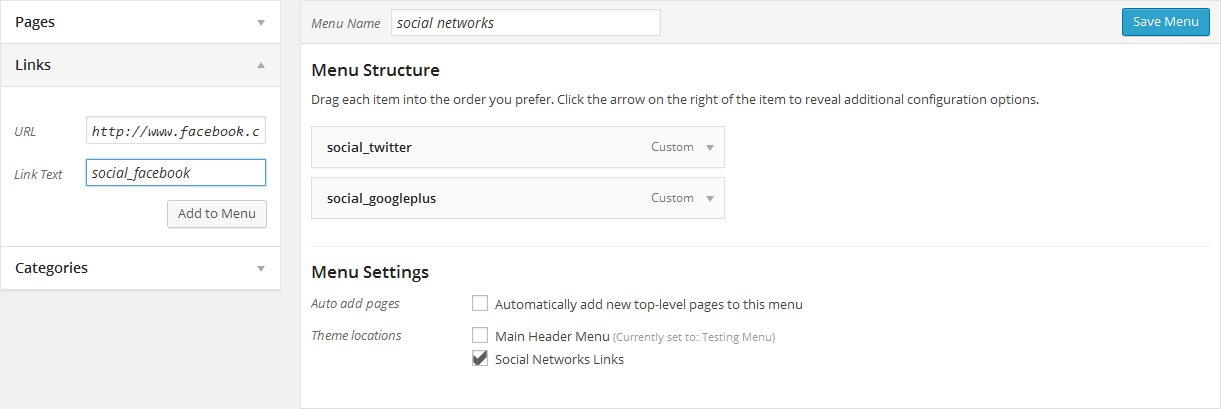 Pages
Links
URL http://www.facebook.c
Link Text social_facebook
Add to Menu
Categories
Menu Name social networks Save Menu
Menu Structure
Drag each item into the order you prefer. Click the arrow on the right of the item to reveal additional configuration options.
social_twitter Custom
social_googleplus Custom
Menu Settings
Auto add pages Automatically add new top-level pages to this menu
Theme locations Main Header Menu (Currently set to: Testing Menu)
Social Networks Links